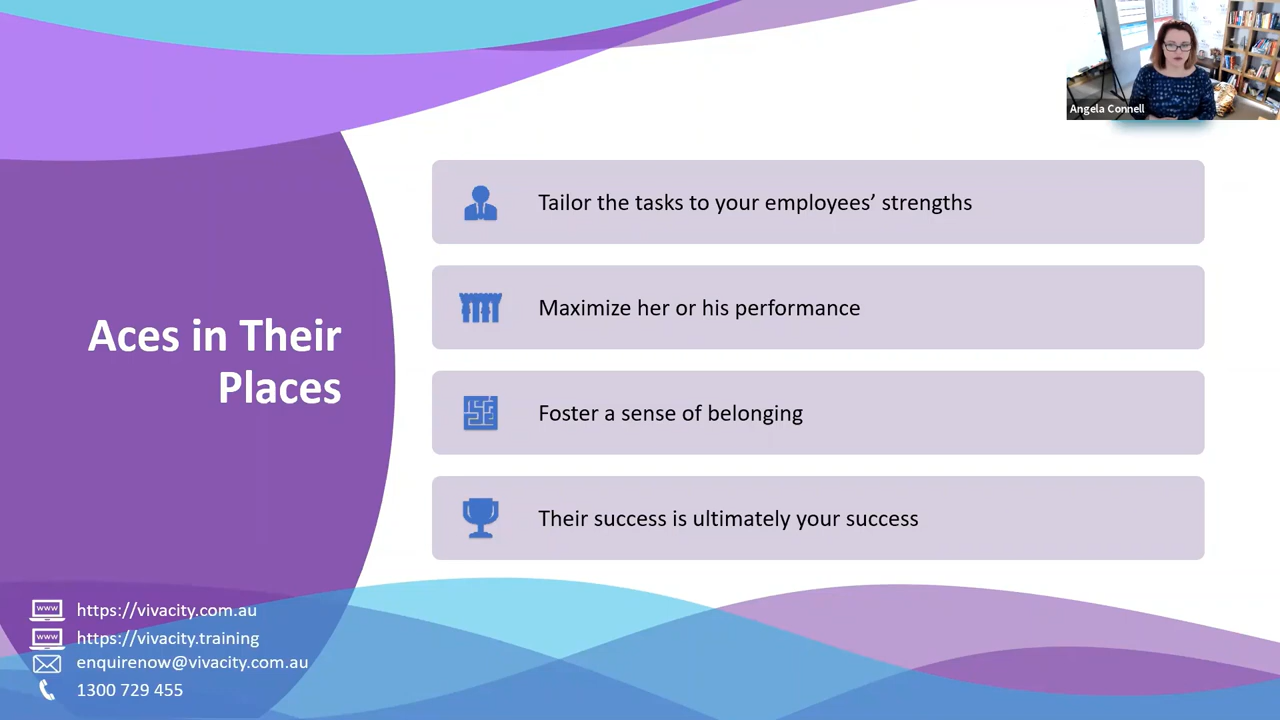 Angela Connell
Aces in Their
Places
Tailor the tasks to your employees’ strengths
Maximize her or his performance
Foster a sense of belonging
Their success is ultimately your success
www https://vivacity.com.au
www https://vivacity.training
enquirenow@vivacity.com.au
1300 729 455